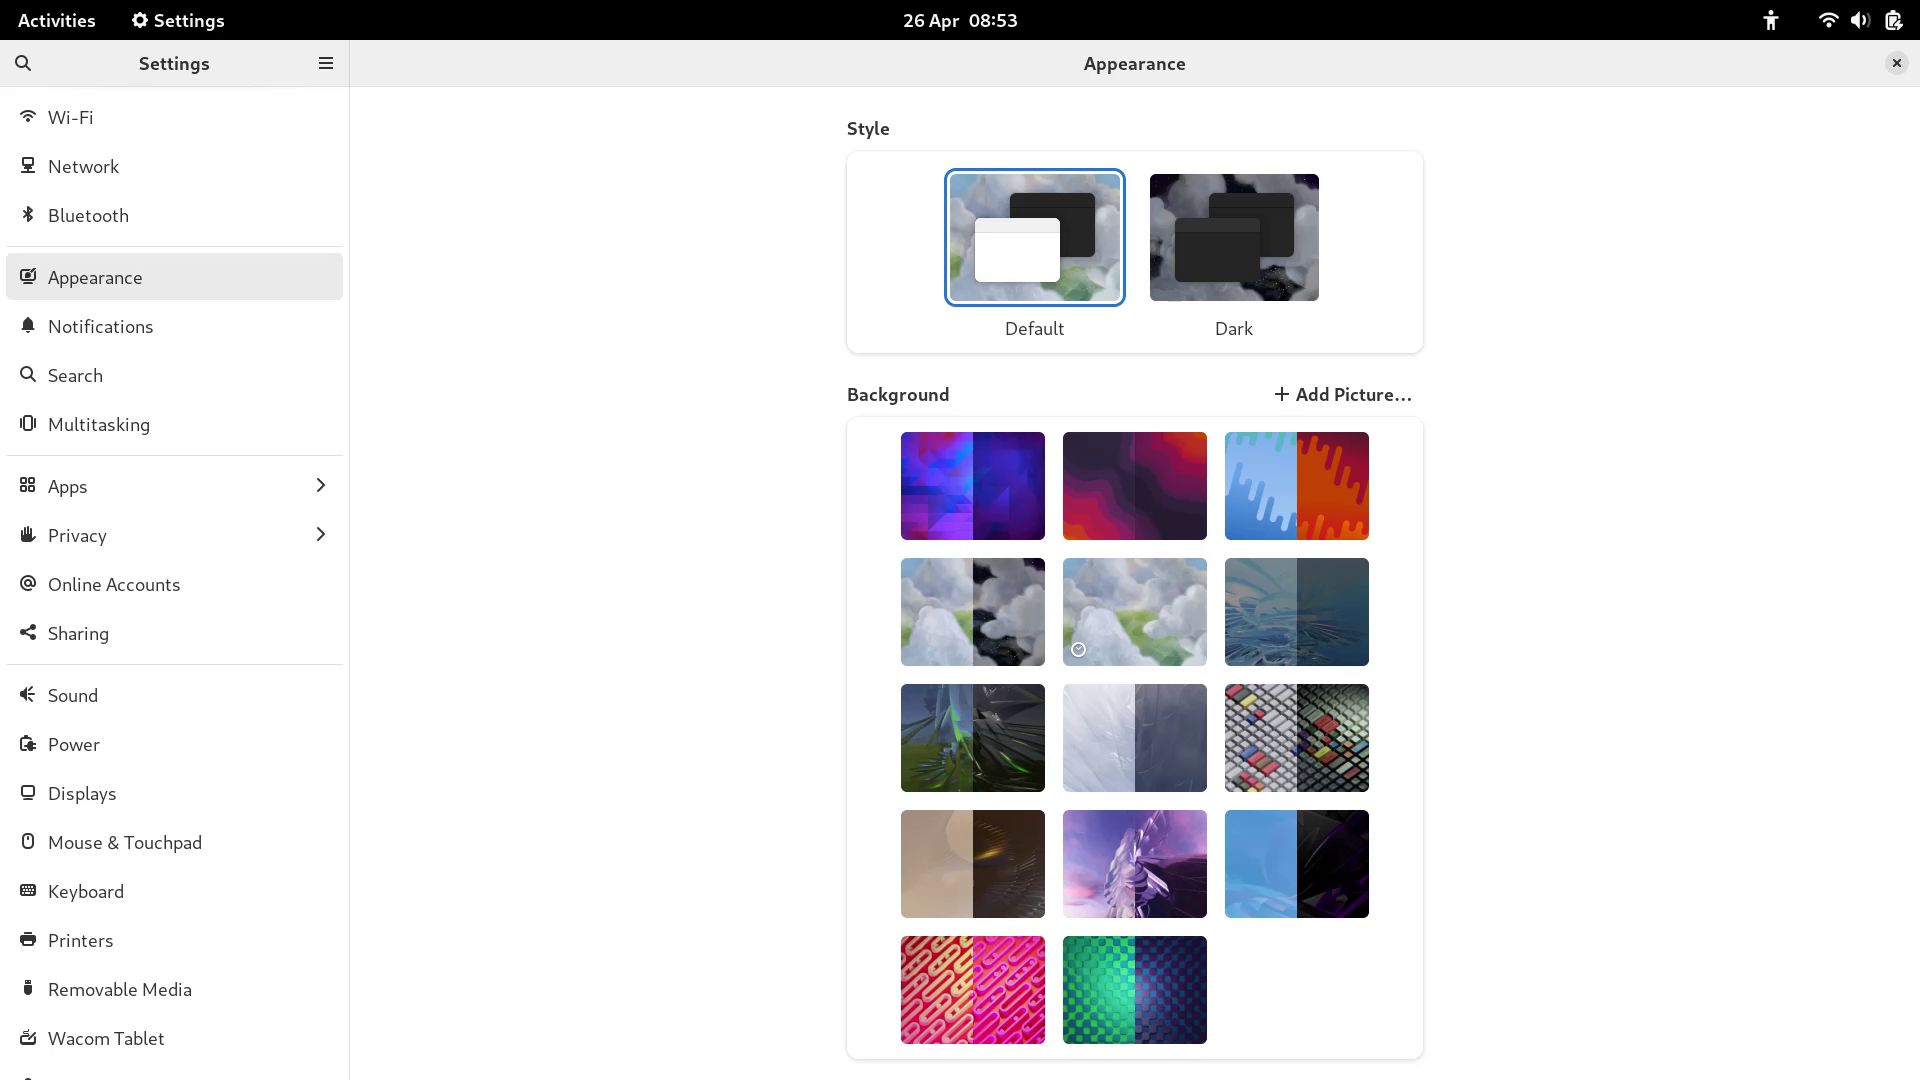 Activities
Settings
26 Apr 08:53
Settings
Appearance
Wi-Fi
Network
Bluetooth
Appearance
Notifications
Search
Multitasking
Apps
Privacy
Online Accounts
Sharing
Sound
Power
Displays
Mouse & Touchpad
Keyboard
Printers
Removable Media
Wacom Tablet
Style
Default
Dark
Background
Add Picture...